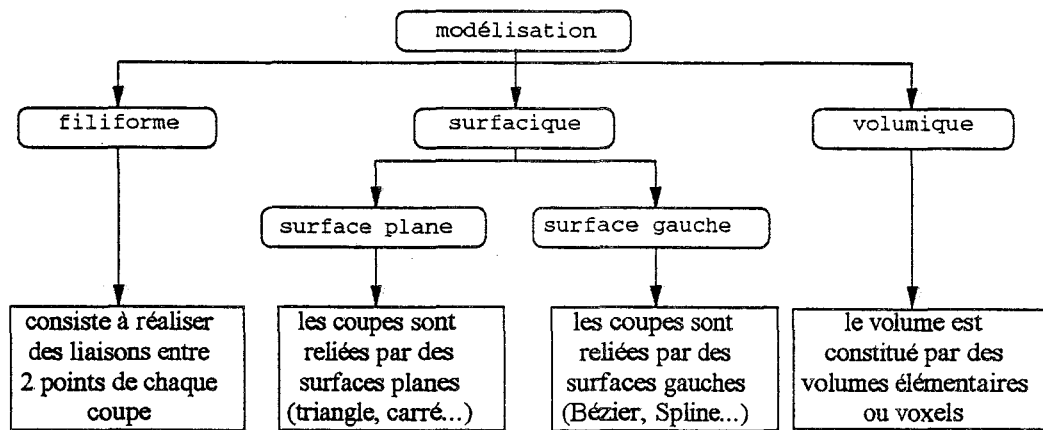 modélisation
filiforme
surfacique
volumique
surface plane
surface gauche
consiste à réaliser
des liaisons entre
2 points de chaque
coupe
les coupes sont
reliées par des
surfaces planes
(triangle, carré...)
les coupes sont
reliées par des
surfaces gauches
(Bézier, Spline...)
le volume est
constitué par des
volumes élémentaires
ou voxels